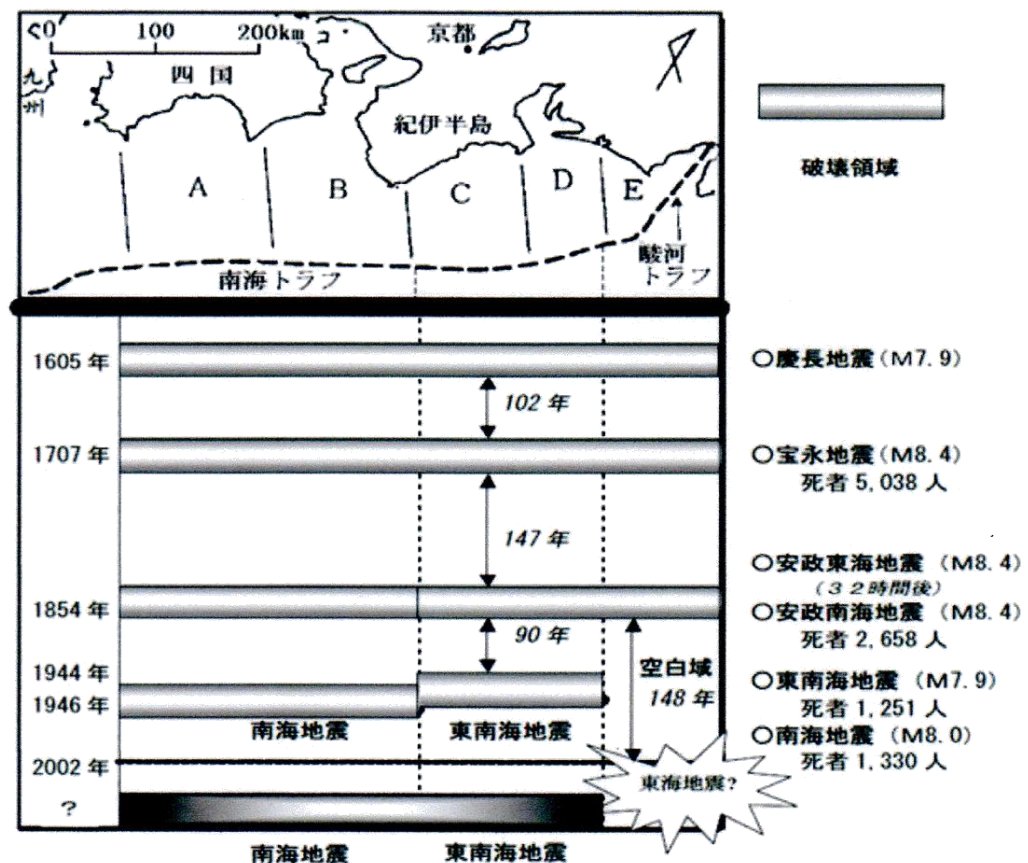 0 100 200km
京都
四国
九州
紀伊半島
A B C D E
南海トラフ
駿河
トラフ
破壊領域
1605年
○慶長地震(M7.9)
102年
1707年
○宝永地震(M8.4)
死者5,038人
147年
○安政東海地震 (M8.4)
(32時間後)
1854年
○安政南海地震 (M8.4)
死者2,658人
90年
空白域
148年
1944年
○東南海地震 (M7.9)
死者1,251人
1946年
南海地震 東南海地震
○南海地震 (M8.0)
死者1,330人
2002年
東海地震?
?
南海地震 東南海地震